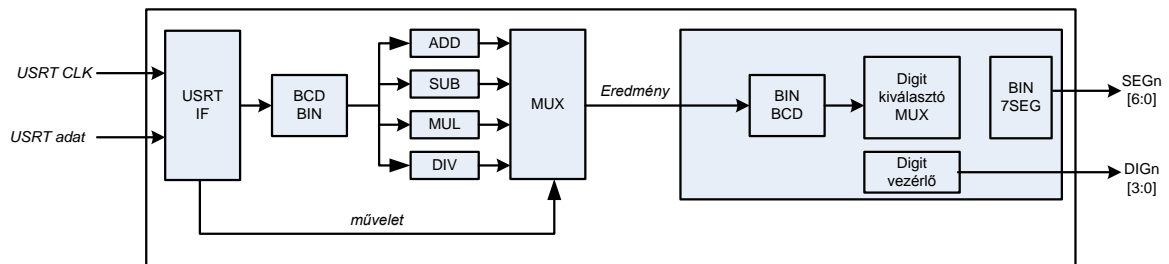 USRT CLK
USRT adat
USRT
IF
BCD
BIN
ADD
SUB
MUL
DIV
MUX
művelet
Eredmény
BIN
BCD
Digit
kiválasztó
MUX
BIN
7SEG
Digit
vezérlő
SEGn
[6:0]
DIGn
[3:0]